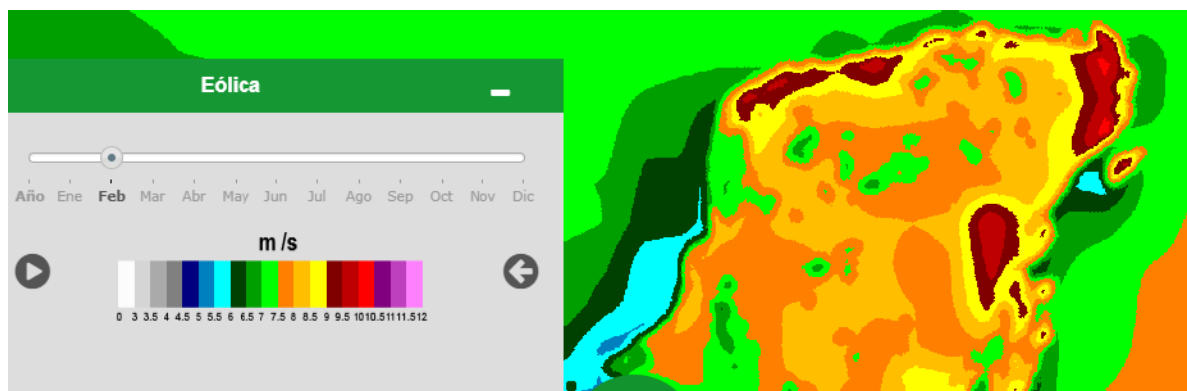 Eólica
Año Ene Feb Mar Abr May Jun Jul Ago Sep Oct Nov Dic
m /s
0 3 3.5 4 4.5 5 5.5 6 6.5 7 7.5 8 8.5 9 9.5 10 10.5 11 11.5 12